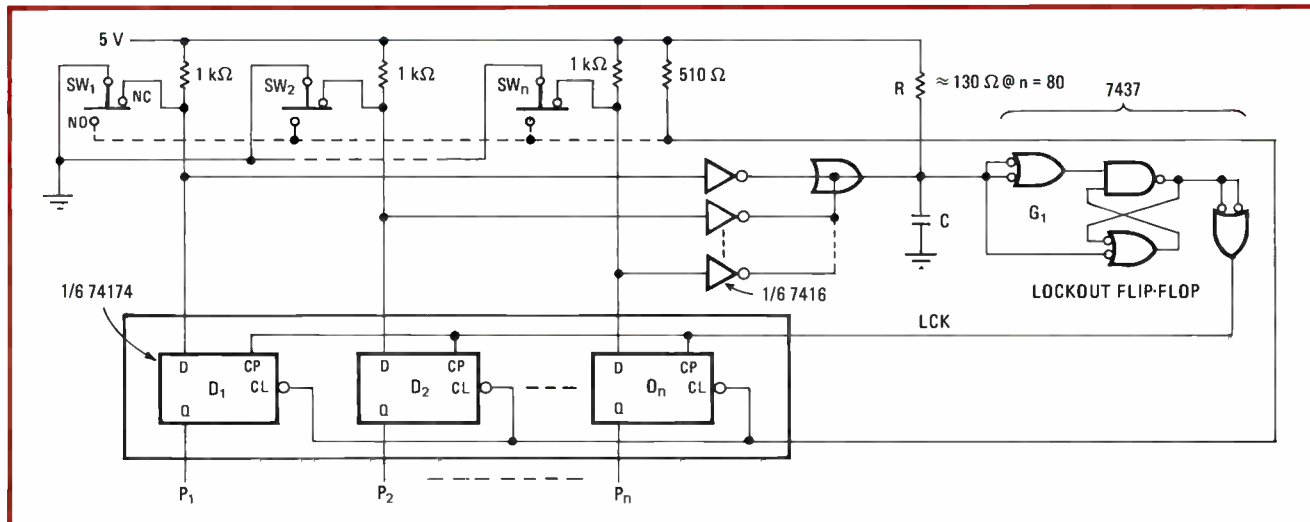 5 V
SW1
NC
NO
1 kΩ
SW2
1 kΩ
SWn
1 kΩ
510 Ω
R
≈ 130 Ω @ n = 80
7437
G1
C
LOCKOUT FLIP-FLOP
1/6 7416
1/6 74174
LCK
D
CP
D1
CL
Q
D
CP
D2
CL
Q
D
CP
Dn
CL
Q
P1
P2
Pn